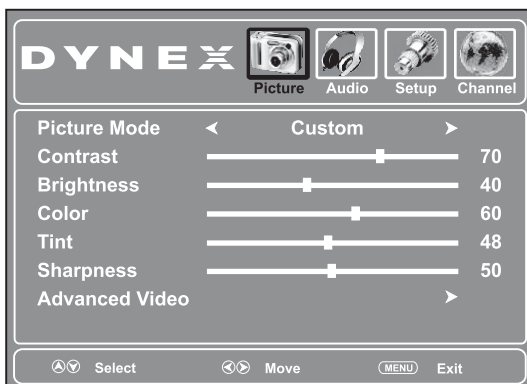 DYNEX
Picture Audio Setup Channel
Picture Mode Custom
Contrast 70
Brightness 40
Color 60
Tint 48
Sharpness 50
Advanced Video
Select Move MENU Exit